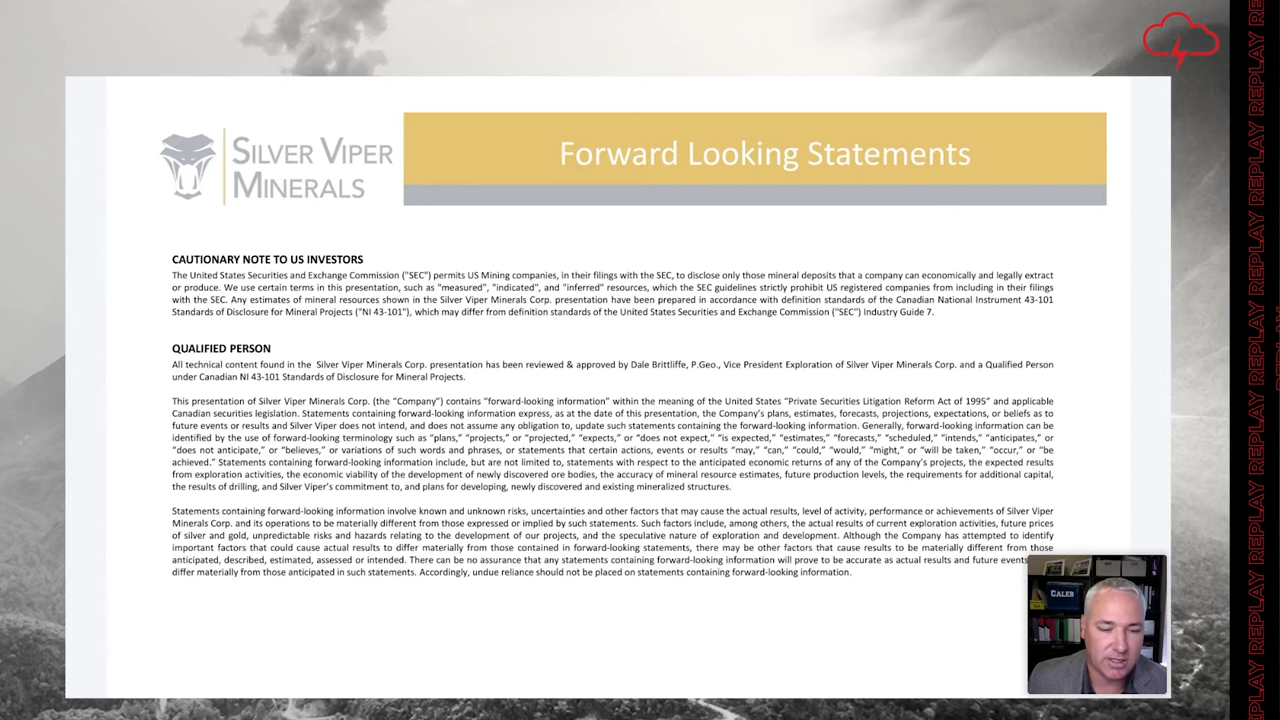 SILVER VIPER
MINERALS
Forward Looking Statements
CAUTIONARY NOTE TO US INVESTORS
The United States Securities and Exchange Commission ("SEC") permits US Mining companies, in their filings with the SEC, to disclose only those mineral deposits that a company can economically and legally extract
or produce. We use certain terms in this presentation, such as "measured", "indicated", and "inferred" resources, which the SEC guidelines strictly prohibit US registered companies from including in their filings
with the SEC. Any estimates of mineral resources shown in the Silver Viper Minerals Corp. presentation have been prepared in accordance with definition standards of the Canadian National Instrument 43-101
Standards of Disclosure for Mineral Projects ("NI 43-101"), which may differ from definition standards of the United States Securities and Exchange Commission ("SEC") Industry Guide 7.
QUALIFIED PERSON
All technical content found in the Silver Viper Minerals Corp. presentation has been reviewed & approved by Dale Brittliffe, P.Geo., Vice President Exploration of Silver Viper Minerals Corp. and a Qualified Person
under Canadian NI 43-101 Standards of Disclosure for Mineral Projects.
This presentation of Silver Viper Minerals Corp. (the “Company”) contains “forward-looking information” within the meaning of the United States “Private Securities Litigation Reform Act of 1995” and applicable
Canadian securities legislation. Statements containing forward-looking information express, as at the date of this presentation, the Company’s plans, estimates, forecasts, projections, expectations, or beliefs as to
future events or results and Silver Viper does not intend, and does not assume any obligation to, update such statements containing the forward-looking information. Generally, forward-looking information can be
identified by the use of forward-looking terminology such as “plans,” “projects,” or “projected,” “expects,” or “does not expect,” “is expected,” “estimates,” “forecasts,” “scheduled,” “intends,” “anticipates,” or
“does not anticipate,” or “believes,” or variations of such words and phrases, or statements that certain actions, events or results “may,” “can,” “could,” “would,” “might,” or “will be taken,” “occur,” or “be
achieved.” Statements containing forward-looking information include, but are not limited to, statements with respect to the anticipated economic returns of any of the Company’s projects, the expected results
from exploration activities, the economic viability of the development of newly discovered ore bodies, the accuracy of mineral resource estimates, future production levels, the requirements for additional capital,
the results of drilling, and Silver Viper’s commitment to, and plans for developing, newly discovered and existing mineralized structures.
Statements containing forward-looking information involve known and unknown risks, uncertainties and other factors that may cause the actual results, level of activity, performance or achievements of Silver Viper
Minerals Corp. and its operations to be materially different from those expressed or implied by such statements. Such factors include, among others, the actual results of current exploration activities, future prices
of silver and gold, unpredictable risks and hazards relating to the development of our projects, and the speculative nature of exploration and development. Although the Company has attempted to identify
important factors that could cause actual results to differ materially from those contained in forward-looking statements, there may be other factors that cause results to be materially different from those
anticipated, described, estimated, assessed or intended. There can be no assurance that any statements containing forward-looking information will prove to be accurate as actual results and future events
differ materially from those anticipated in such statements. Accordingly, undue reliance should not be placed on statements containing forward-looking information.
CALEB
REPLAY REPLAY REPLAY REPLAY REPLAY REPLAY REPLAY REPLAY